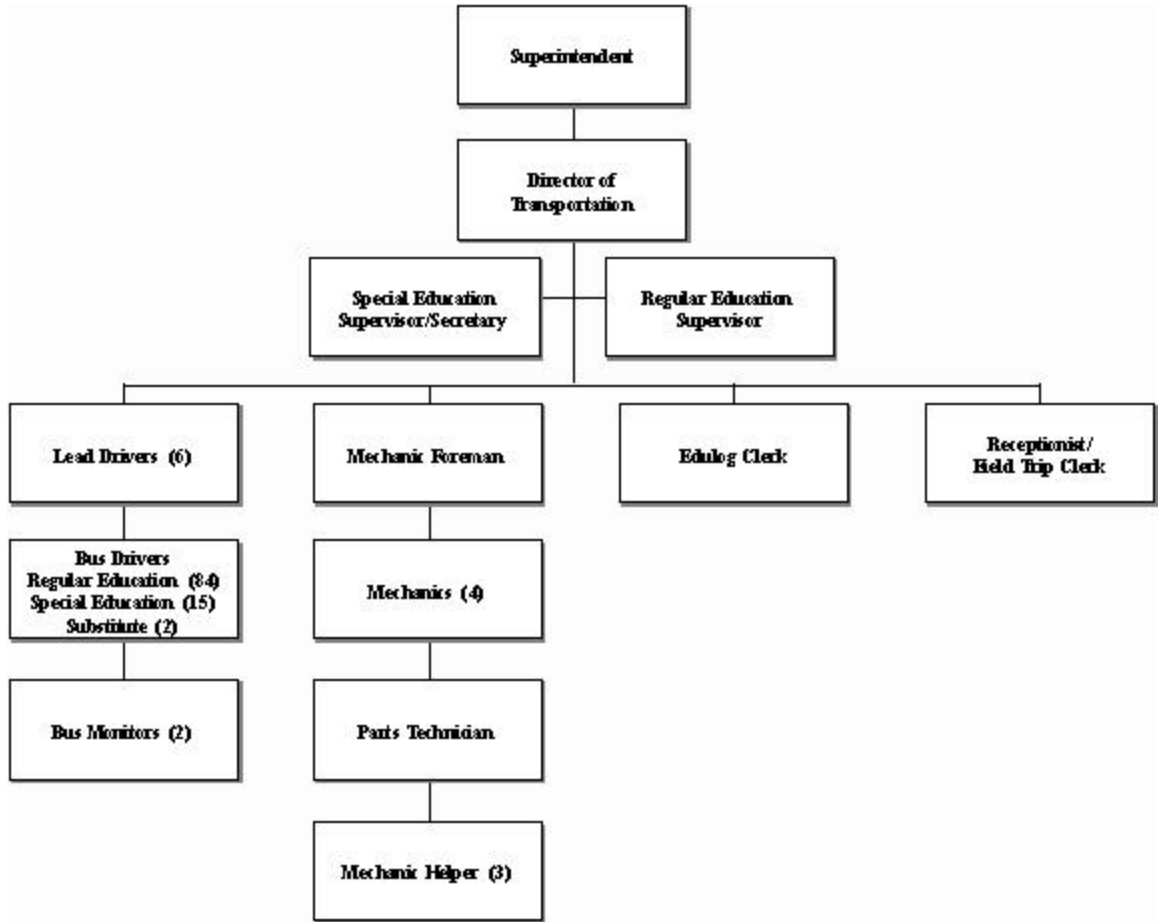 Superintendent
Director of
Transportation
Special Education
Supervisor/Secretary
Regular Education
Supervisor
Lead Drivers (6)
Mechanic Foreman
Edulog Clerk
Receptionist/
Field Trip Clerk
Bus Drivers
Regular Education (84)
Special Education (15)
Substitute (2)
Mechanics (4)
Bus Monitors (2)
Parts Technician
Mechanic Helper (3)